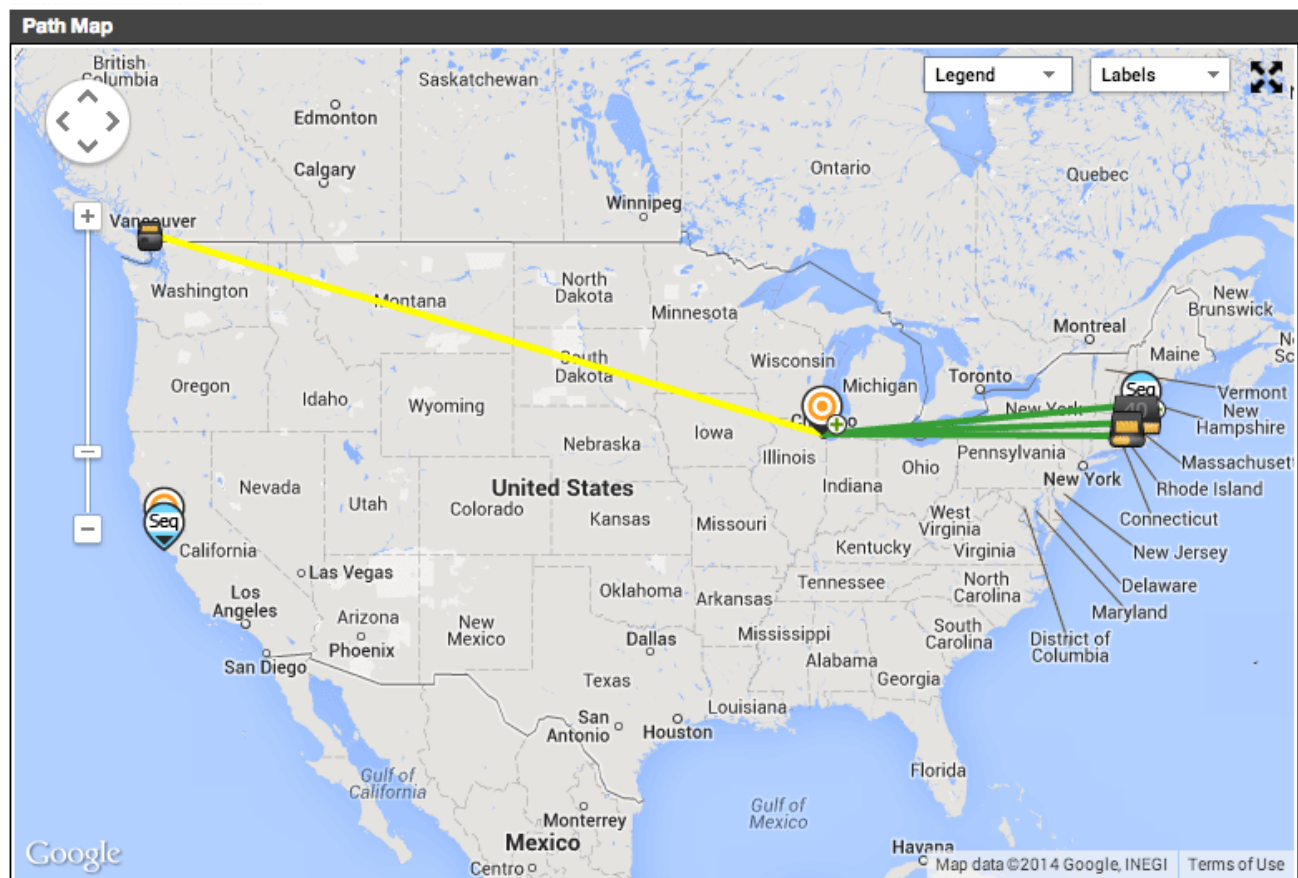 Path Map
British
Columbia
Saskatchewan
Legend
Labels
Edmonton
Calgary
Ontario
Quebec
Winnipeg
Vancouver
Washington
Montana
North
Dakota
Minnesota
New
Brunswick
Montreal
Maine
Wisconsin
Michigan
Toronto
Oregon
Idaho
South
Dakota
Wyoming
Seq
Vermont
New
Hampshire
New York
40
Iowa
Nebraska
Illinois
Ohio
Pennsylvania
Massachuset
New York
Rhode Island
Nevada
Utah
United States
Colorado
Kansas
Missouri
Indiana
West
Virginia
Connecticut
Seq
California
Kentucky
Virginia
New Jersey
Las Vegas
Oklahoma
Arkansas
Tennessee
North
Carolina
Delaware
Maryland
Los
Angeles
Arizona
Phoenix
New
Mexico
Dallas
Mississippi
South
Carolina
District of
Columbia
San Diego
Texas
Alabama
Georgia
Louisiana
San
Antonio
Houston
Gulf of
California
Florida
Gulf of
Mexico
Monterrey
Mexico
Havana
Centro
Google
Map data ©2014 Google, INEGI
Terms of Use